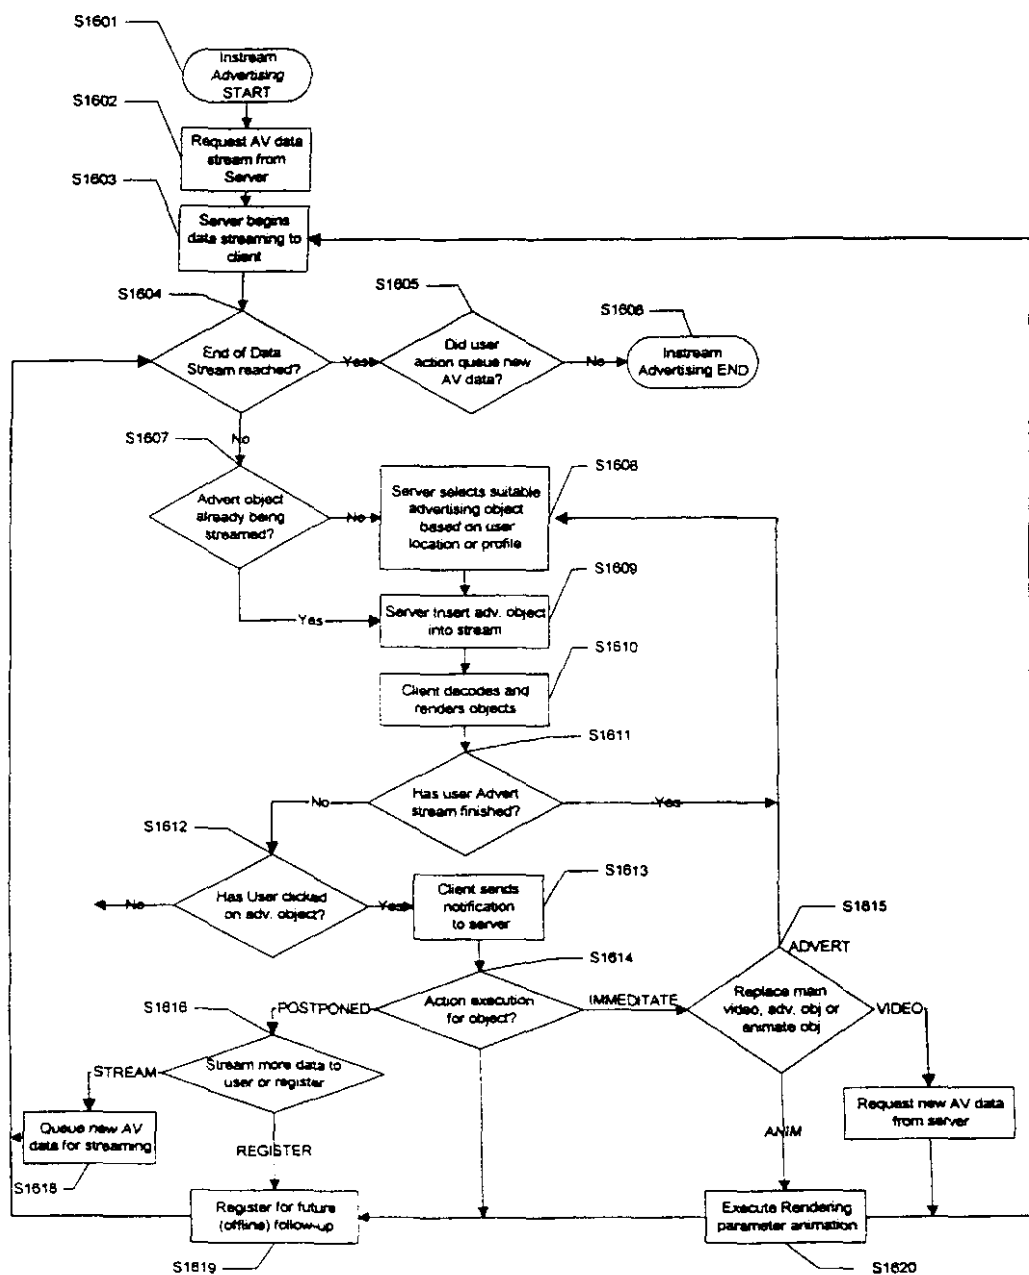 S1601
Instream
Advertising
START
S1602
Request AV data
stream from
Server
S1603
Server begins
data streaming to
client
S1604
End of Data
Stream reached?
Yes
S1605
Did user
action queue new
AV data?
No
S1606
Instream
Advertising END
No
S1607
Advert object
already being
streamed?
No
S1608
Server selects suitable
advertising object
based on user
location or profile
Yes
S1609
Server Insert adv. object
into stream
S1610
Client decodes and
renders objects
S1611
Has user Advert
stream finished?
No
Yes
S1612
Has User clicked
on adv. object?
No
Yes
S1613
Client sends
notification
to server
S1614
Action execution
for object?
POSTPONED
IMMEDITATE
S1615
ADVERT
Replace main
video, adv. obj or
animate obj
VIDEO
S1616
Stream more data to
user or register
STREAM
Queue new AV
data for streaming
S1618
REGISTER
Request new AV data
from server
ANIM
Register for future
(offline) follow-up
S1619
Execute Rendering
parameter animation
S1620